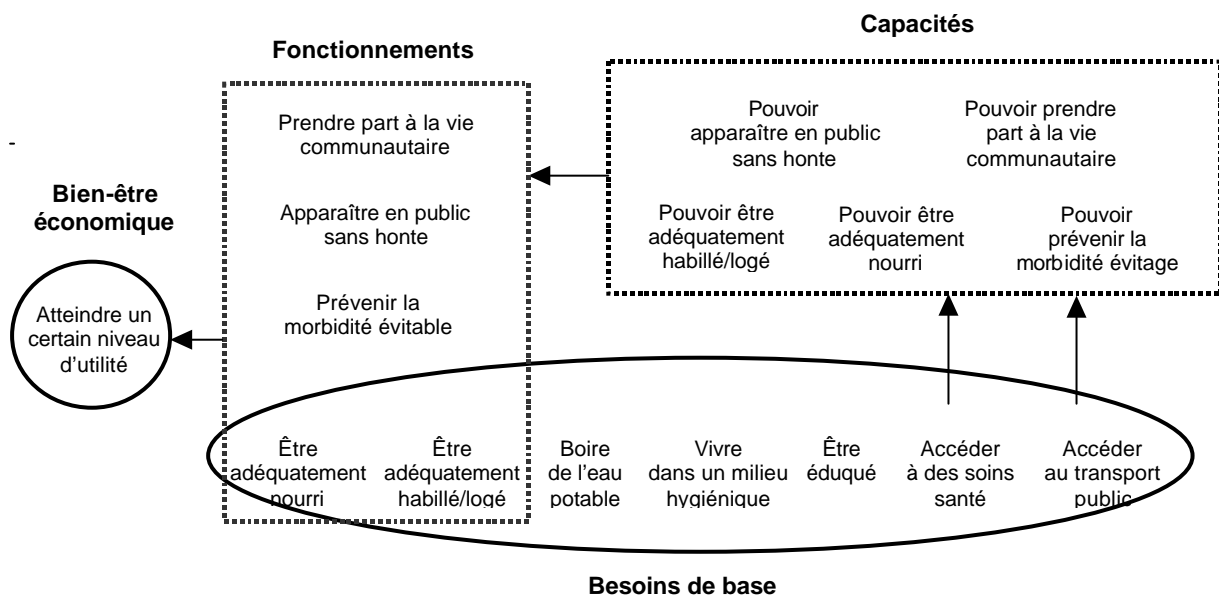 Capacités
Fonctionnements
Pouvoir
apparaître en public
sans honte
Pouvoir prendre
part à la vie
communautaire
Prendre part à la vie
communautaire
-
Bien-être
économique
Apparaître en public
sans honte
Pouvoir être
adéquatement
habillé/logé
Pouvoir être
adéquatement
nourri
Pouvoir
prévenir la
morbidité évitage
Atteindre un
certain niveau
d'utilité
Prévenir la
morbidité évitable
Être
adéquatement
nourri
Être
adéquatement
habillé/logé
Boire
de l'eau
potable
Vivre
dans un milieu
hygiénique
Être
éduqué
Accéder
à des soins
santé
Accéder
au transport
public
Besoins de base